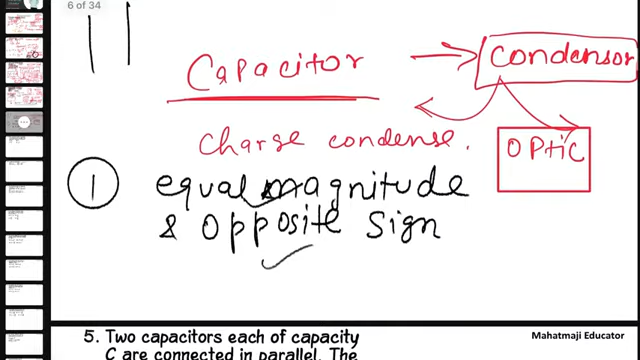 6 of 34
Capacitor → Condensor
Charge condense.
OPtiC
1 equal magnitude
& opposite sign
Mahatmaji Educator
5. Two capacitors each of capacity
C are connected in parallel. The